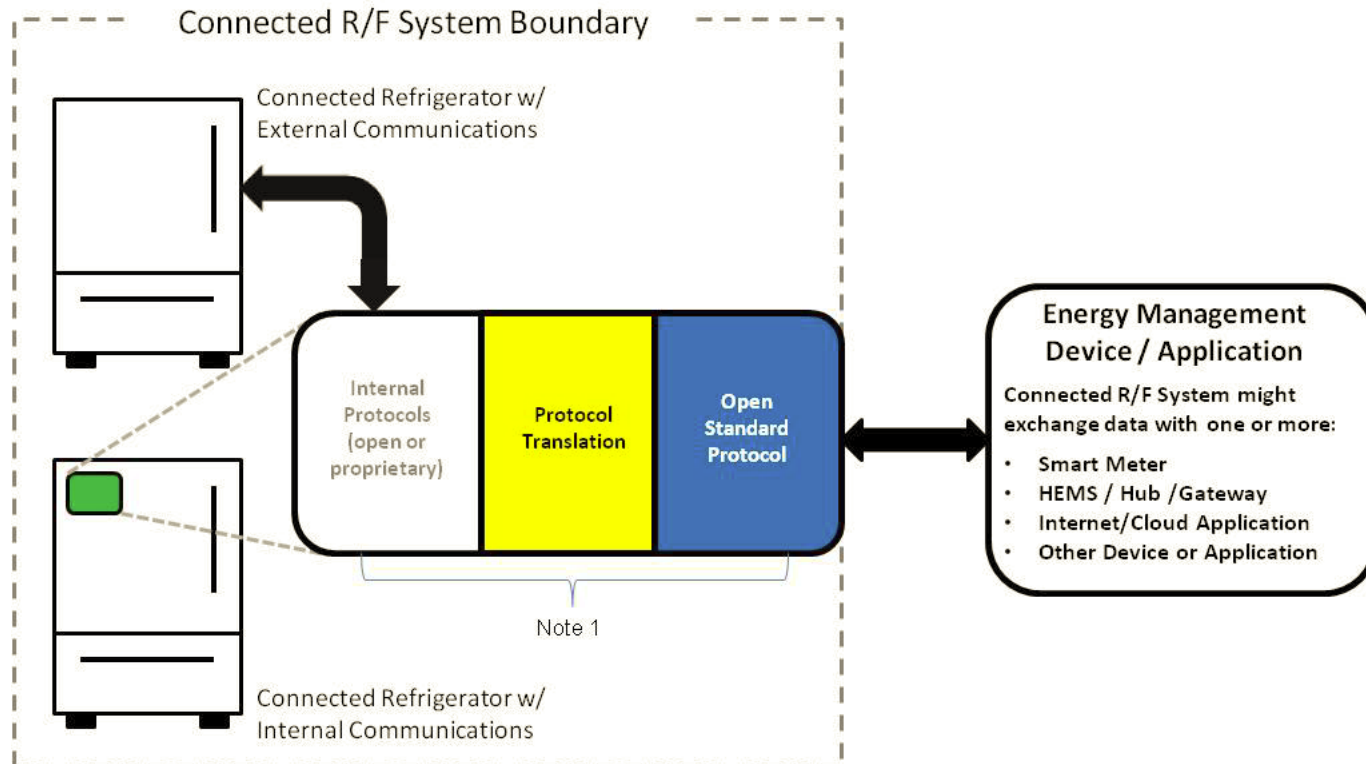 Connected R/F System Boundary
Connected Refrigerator w/
External Communications
Internal
Protocols
(open or
proprietary)
Protocol
Translation
Open
Standard
Protocol
Note 1
Connected Refrigerator w/
Internal Communications
Energy Management
Device / Application
Connected R/F System might
exchange data with one or more:
• Smart Meter
• HEMS / Hub /Gateway
• Internet/Cloud Application
• Other Device or Application